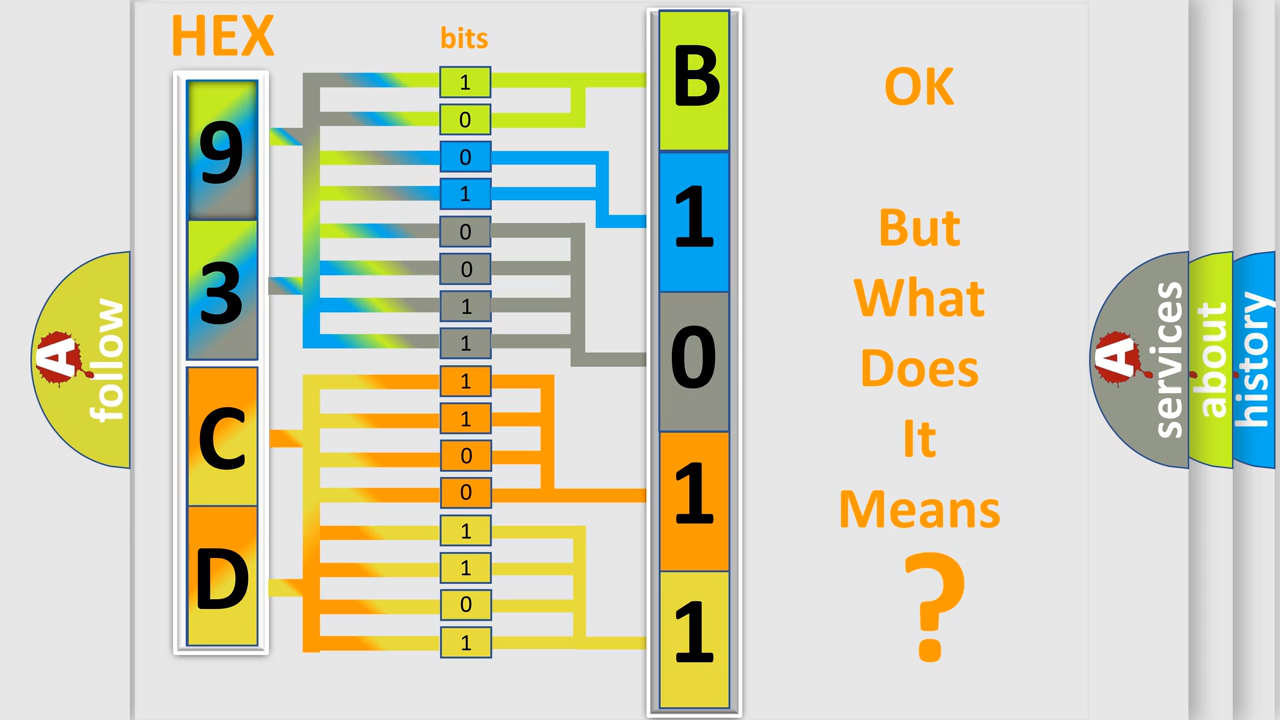 HEX
bits
9
3
C
D
1
0
0
1
0
0
1
1
1
1
0
0
1
1
0
1
B
1
0
1
1
OK
But
What
Does
It
Means
?
A
follow
A
services
about
history